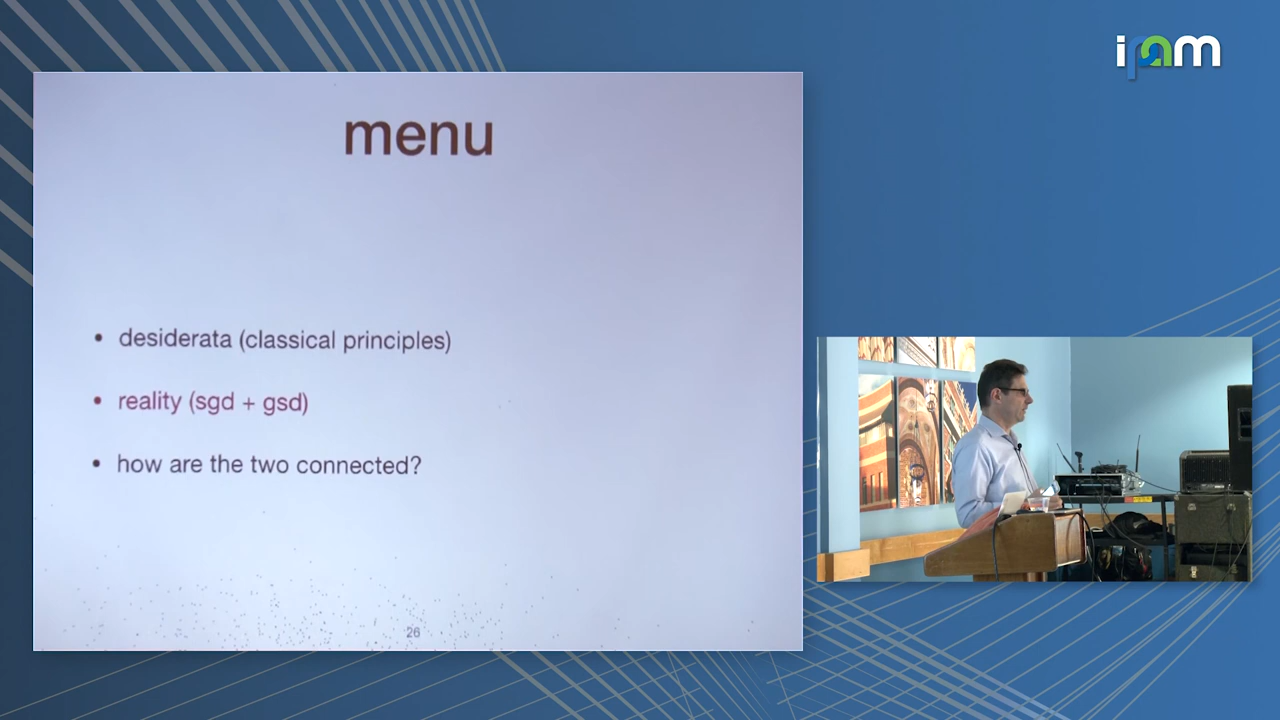 ipam
menu
• desiderata (classical principles)
• reality (sgd + gsd)
• how are the two connected?
26